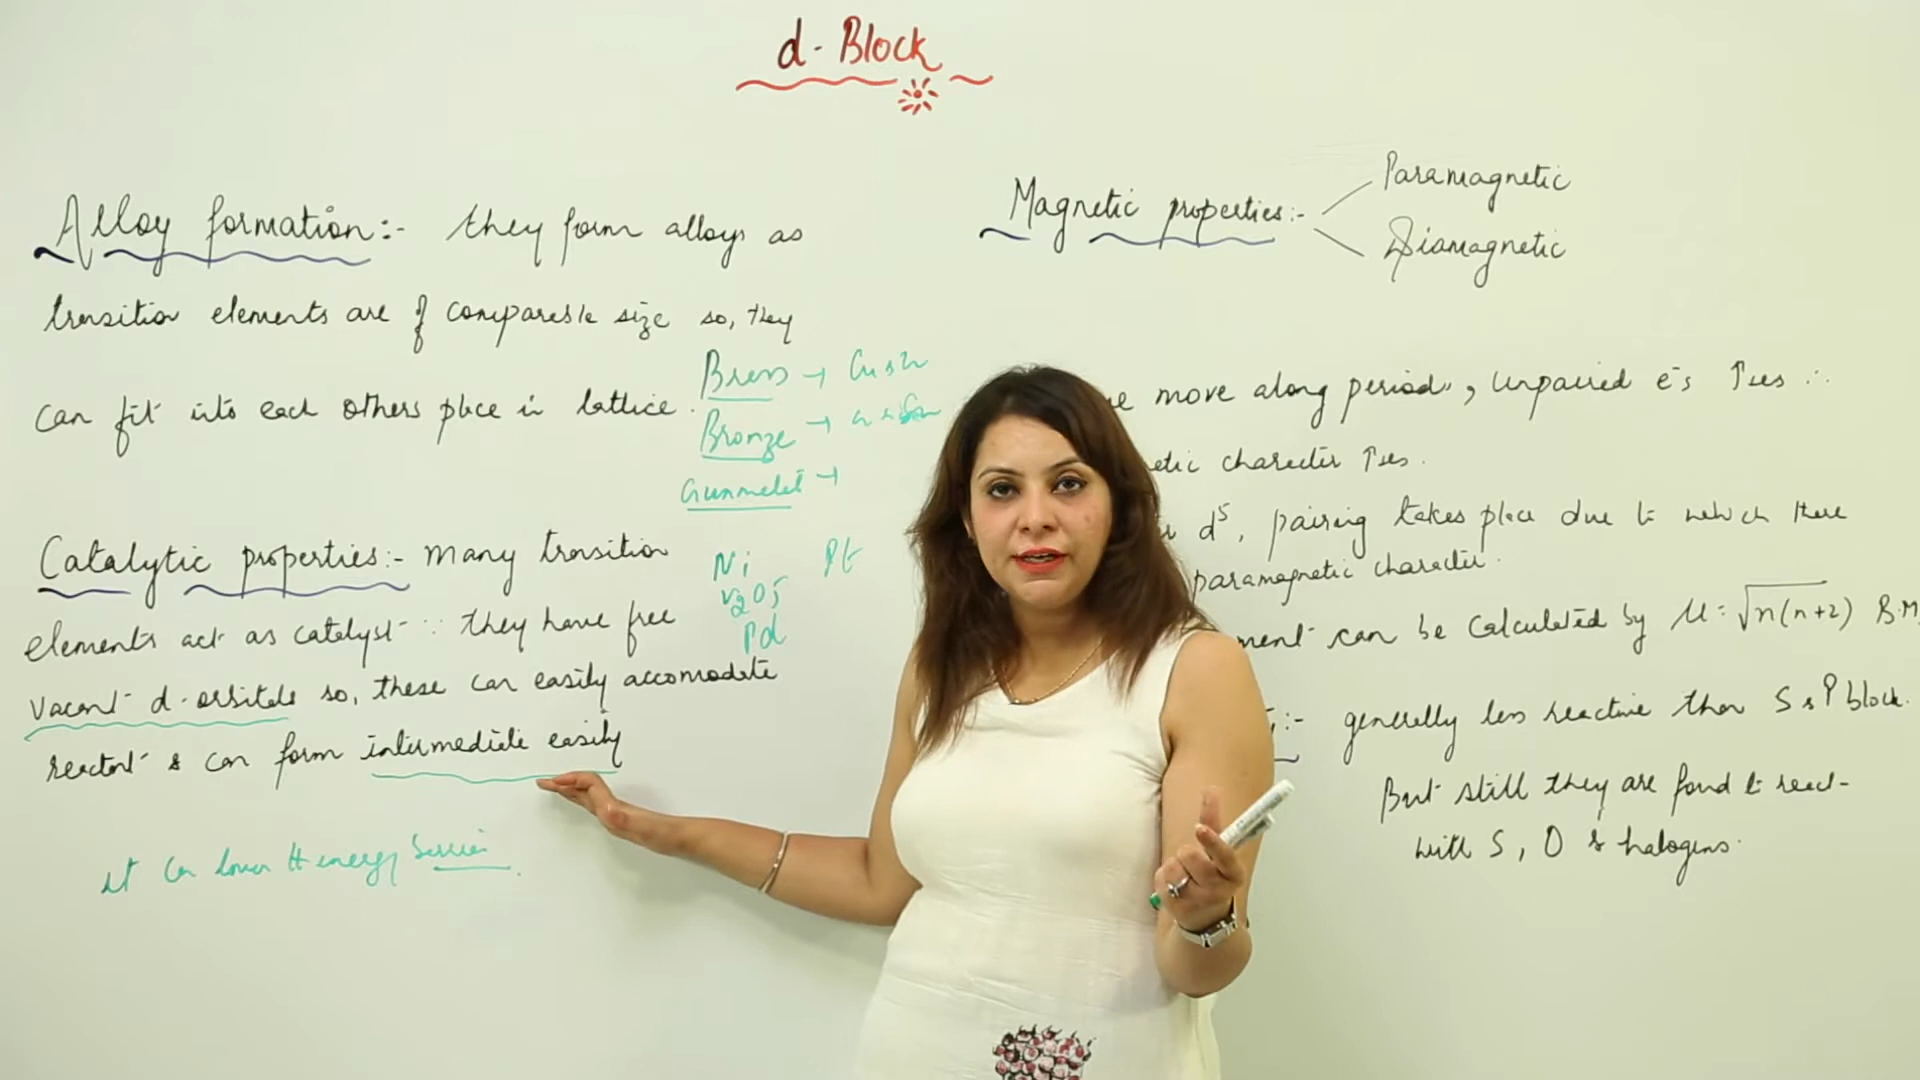 d-Block
Alloy formation:- they form alloys as
transition elements are of comparable size so, they
can fit into each others place in lattice.
Brass → Cu &
Bronze →
Gunmetal →
Catalytic properties:- Many transition
elements act as catalyst ∵ they have free
vacant d-orbitals so, these can easily accomodate
reactant & can form intermediate easily
Ni Pt
V2O5
Pd
it can lower energy barrier.
Magnetic properties:-
Paramagnetic
Diamagnetic
move along period, unpaired e⁻s ↑ses ∴
character ↑ses.
d⁵, pairing takes place due to which there
paramagnetic character.
can be calculated by μ = √n(n+2) B.M.
:- generally less reactive than S & P block.
But still they are found to react
with S, O & halogens.